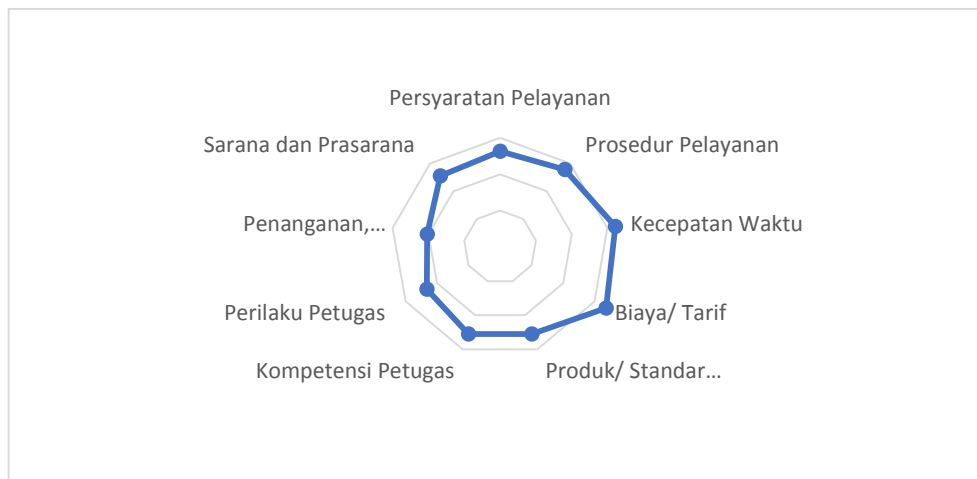 Persyaratan Pelayanan
Prosedur Pelayanan
Kecepatan Waktu
Biaya/ Tarif
Produk/ Standar...
Kompetensi Petugas
Perilaku Petugas
Penanganan,...
Sarana dan Prasarana